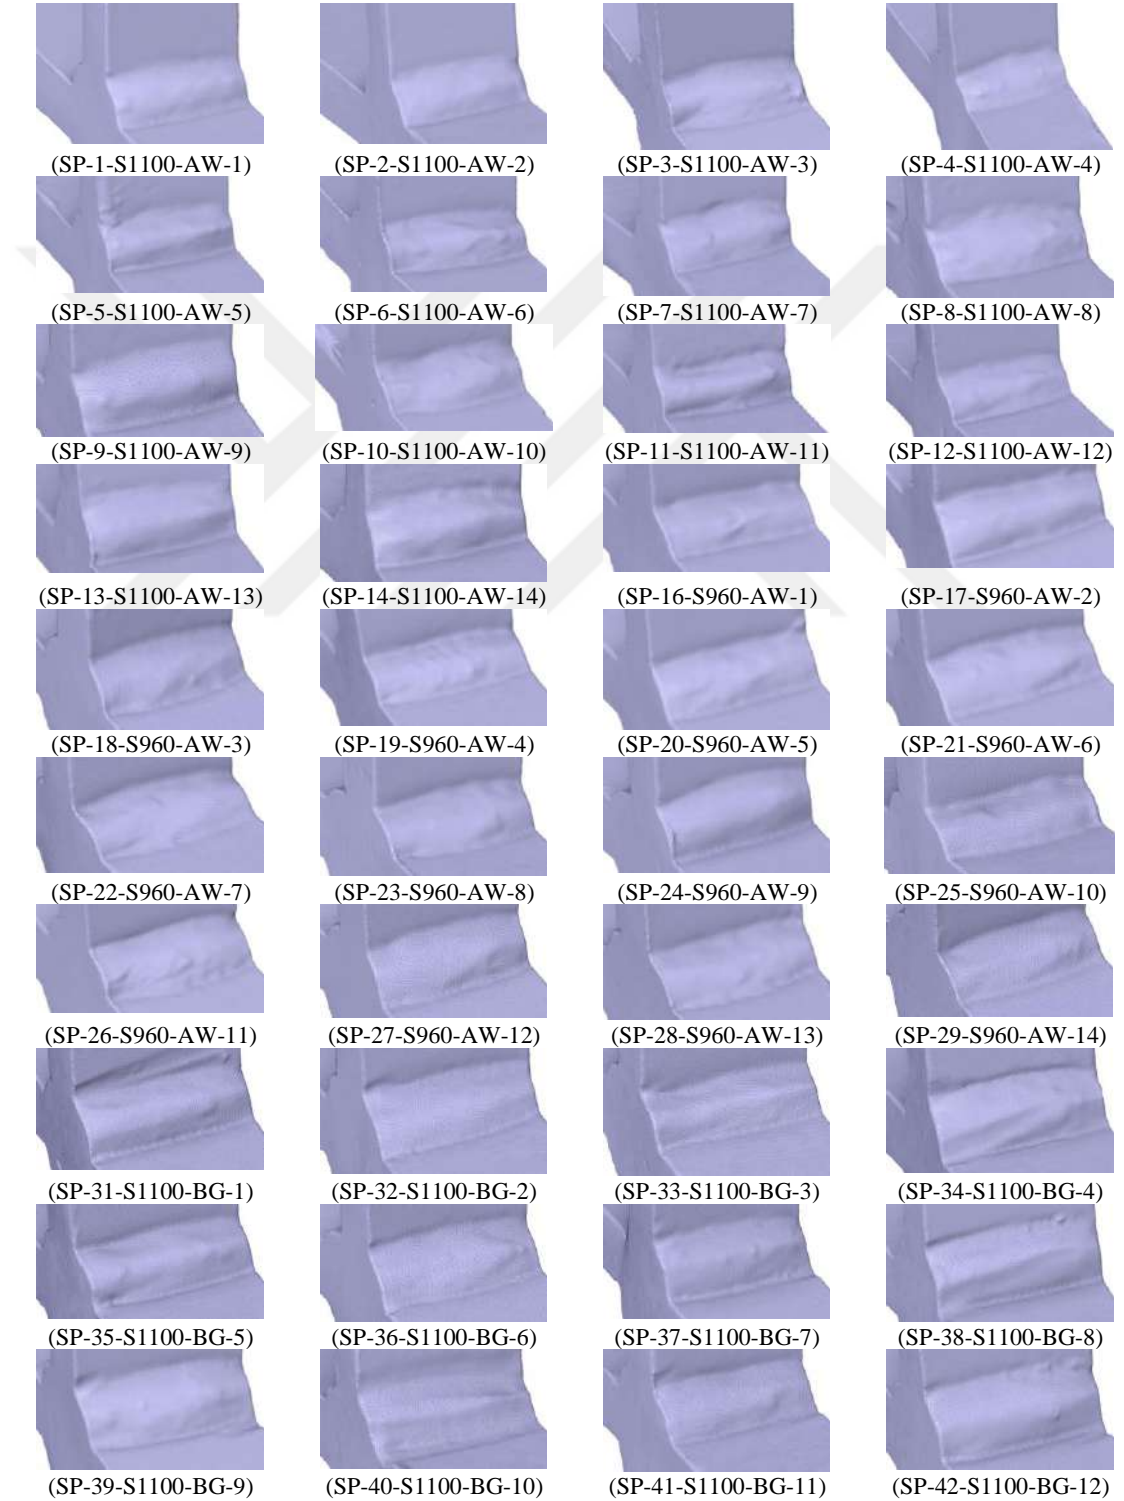 (SP-1-S1100-AW-1) (SP-2-S1100-AW-2) (SP-3-S1100-AW-3) (SP-4-S1100-AW-4)
(SP-5-S1100-AW-5) (SP-6-S1100-AW-6) (SP-7-S1100-AW-7) (SP-8-S1100-AW-8)
(SP-9-S1100-AW-9) (SP-10-S1100-AW-10) (SP-11-S1100-AW-11) (SP-12-S1100-AW-12)
(SP-13-S1100-AW-13) (SP-14-S1100-AW-14) (SP-16-S960-AW-1) (SP-17-S960-AW-2)
(SP-18-S960-AW-3) (SP-19-S960-AW-4) (SP-20-S960-AW-5) (SP-21-S960-AW-6)
(SP-22-S960-AW-7) (SP-23-S960-AW-8) (SP-24-S960-AW-9) (SP-25-S960-AW-10)
(SP-26-S960-AW-11) (SP-27-S960-AW-12) (SP-28-S960-AW-13) (SP-29-S960-AW-14)
(SP-31-S1100-BG-1) (SP-32-S1100-BG-2) (SP-33-S1100-BG-3) (SP-34-S1100-BG-4)
(SP-35-S1100-BG-5) (SP-36-S1100-BG-6) (SP-37-S1100-BG-7) (SP-38-S1100-BG-8)
(SP-39-S1100-BG-9) (SP-40-S1100-BG-10) (SP-41-S1100-BG-11) (SP-42-S1100-BG-12)